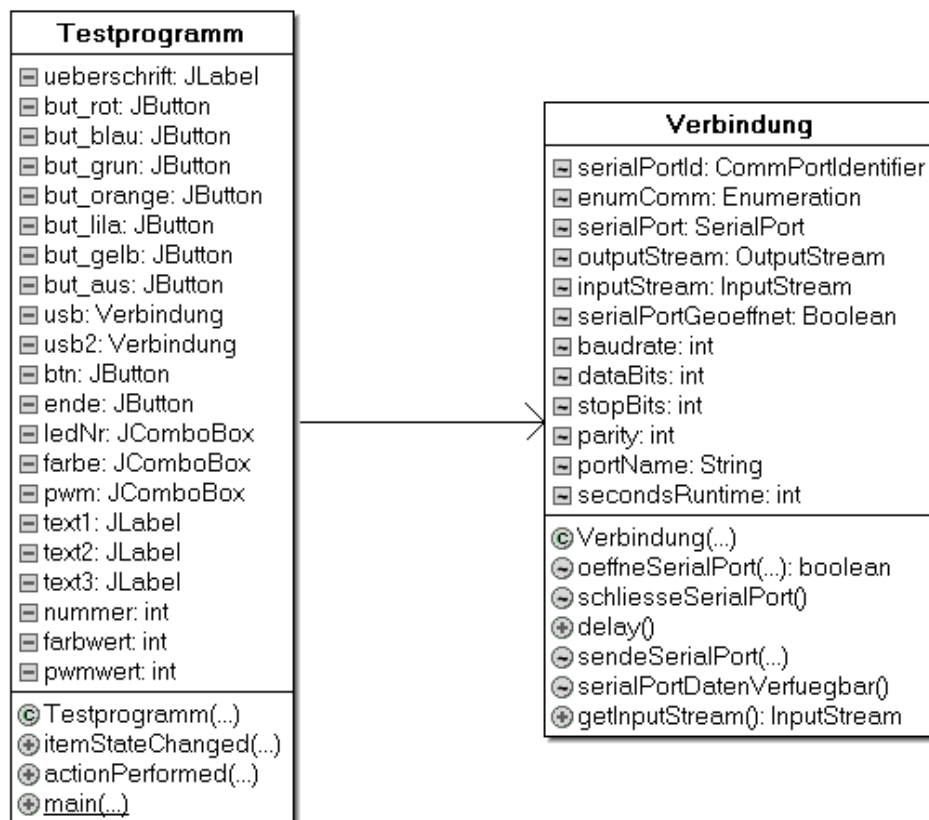 Testprogramm
ueberschrift: JLabel
but_rot: JButton
but_blau: JButton
but_grun: JButton
but_orange: JButton
but_lila: JButton
but_gelb: JButton
but_aus: JButton
usb: Verbindung
usb2: Verbindung
btn: JButton
ende: JButton
ledNr: JComboBox
farbe: JComboBox
pwm: JComboBox
text1: JLabel
text2: JLabel
text3: JLabel
nummer: int
farbwert: int
pwmwert: int
Testprogramm(...)
itemStateChanged(...)
actionPerformed(...)
main(...)
Verbindung
serialPortId: CommPortIdentifier
enumComm: Enumeration
serialPort: SerialPort
outputStream: OutputStream
inputStream: InputStream
serialPortGeoeffnet: Boolean
baudrate: int
dataBits: int
stopBits: int
parity: int
portName: String
secondsRuntime: int
Verbindung(...)
oeffneSerialPort(...): boolean
schliesseSerialPort()
delay()
sendeSerialPort(...)
serialPortDatenVerfuegbar()
getInputStream(): InputStream